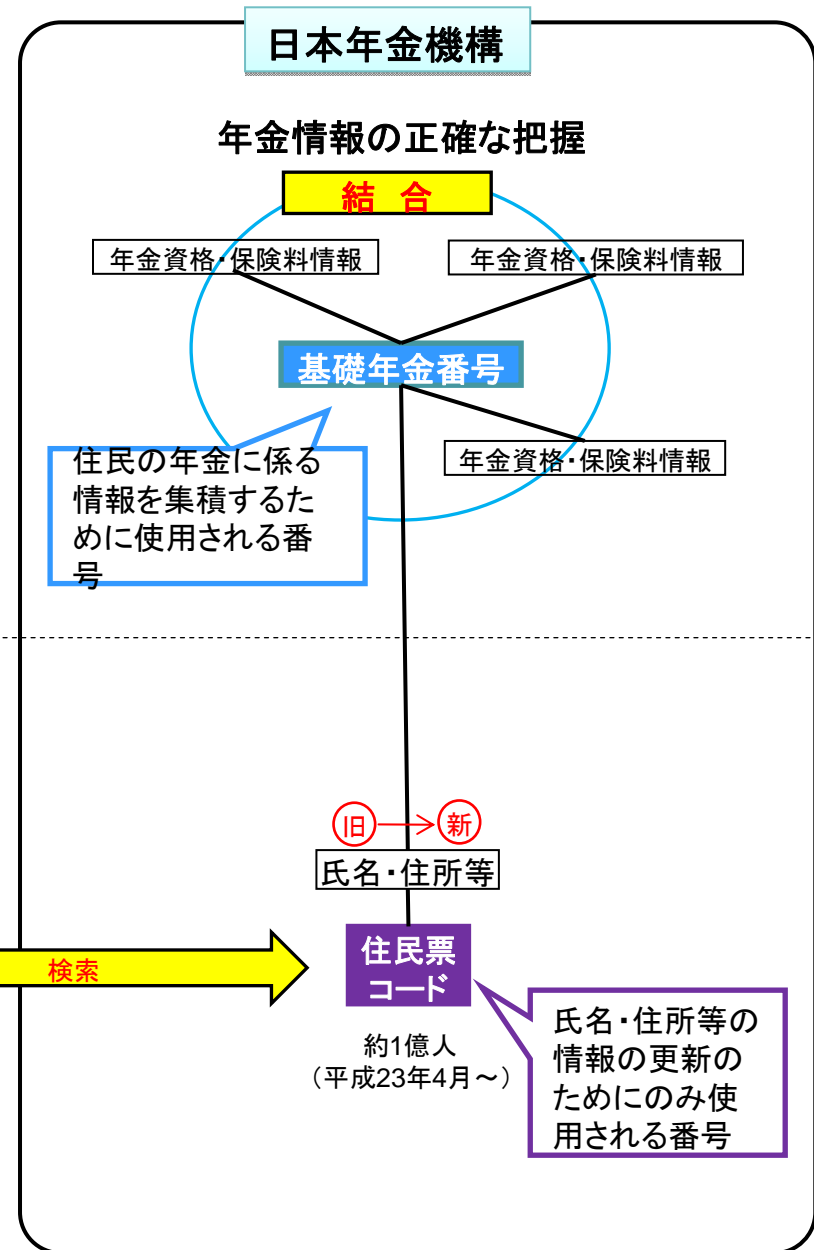 日本年金機構
年金情報の正確な把握
結 合
年金資格・保険料情報
年金資格・保険料情報
基礎年金番号
年金資格・保険料情報
住民の年金に係る
情報を集積するた
めに使用される番
号
旧
新
氏名・住所等
検索
住民票
コード
約1億人
（平成23年4月～）
氏名・住所等の
情報の更新の
ためにのみ使
用される番号